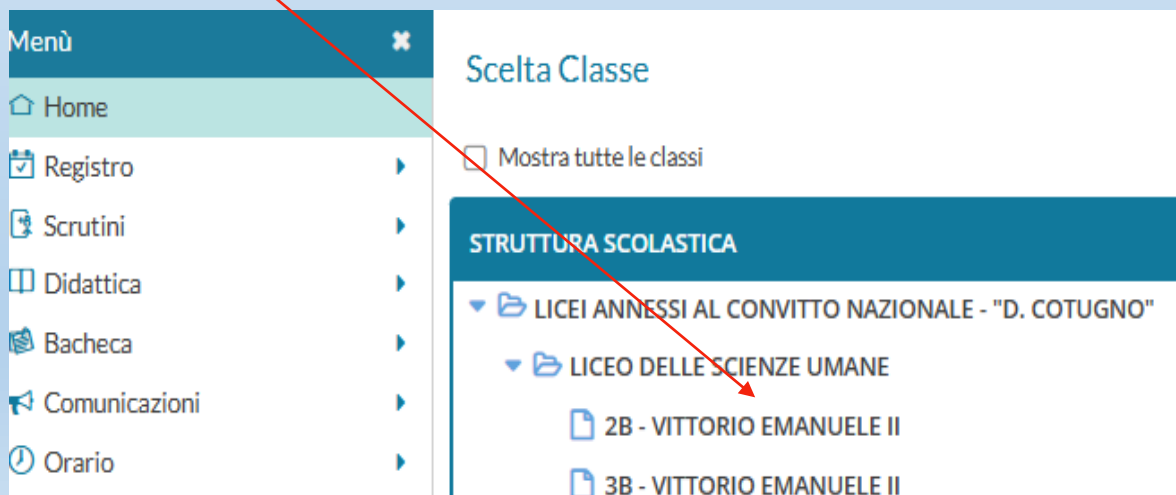 Menù
Home
Registro
Scrutini
Didattica
Bacheca
Comunicazioni
Orario
Scelta Classe
Mostra tutte le classi
STRUTTURA SCOLASTICA
LICEI ANNESSI AL CONVITTO NAZIONALE - "D. COTUGNO"
LICEO DELLE SCIENZE UMANE
2B - VITTORIO EMANUELE II
3B - VITTORIO EMANUELE II